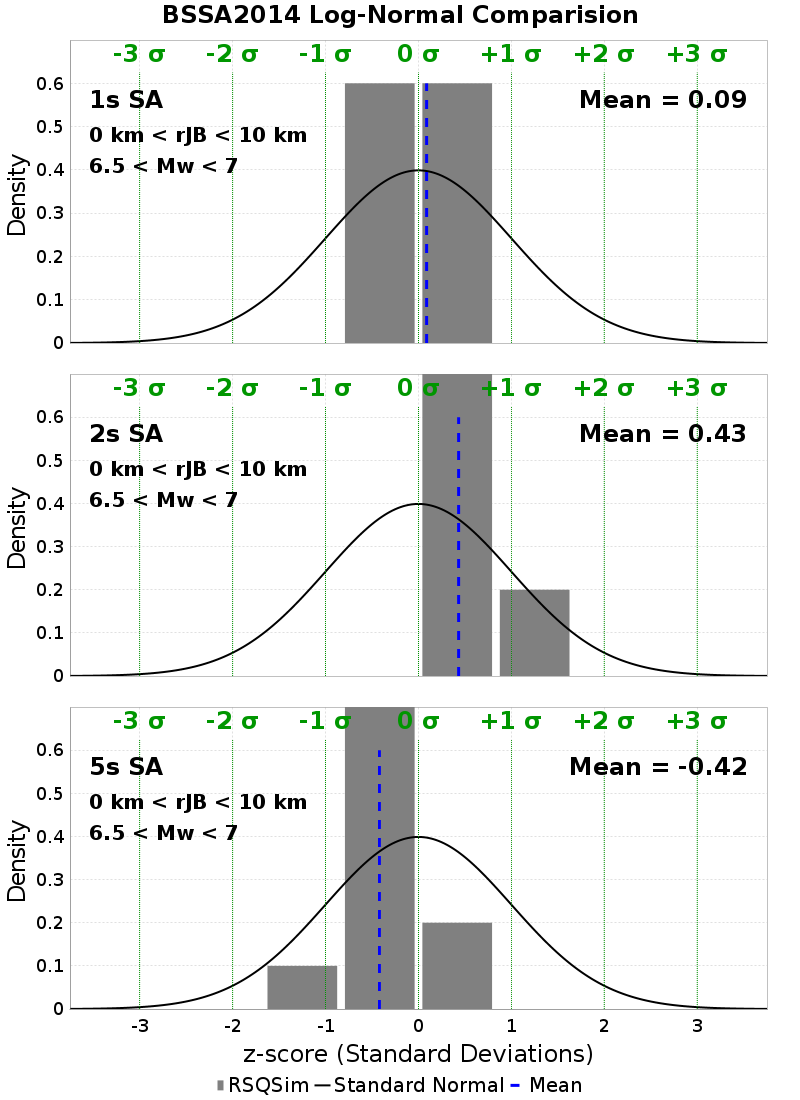 BSSA2014 Log-Normal Comparision
-3 σ -2 σ -1 σ 0 σ +1 σ +2 σ +3 σ
1s SA Mean = 0.09
0 km < rJB < 10 km
6.5 < Mw < 7
0.6
0.5
0.4
0.3
0.2
0.1
0
Density
-3 σ -2 σ -1 σ 0 σ +1 σ +2 σ +3 σ
2s SA Mean = 0.43
0 km < rJB < 10 km
6.5 < Mw < 7
0.6
0.5
0.4
0.3
0.2
0.1
0
Density
-3 σ -2 σ -1 σ 0 σ +1 σ +2 σ +3 σ
5s SA Mean = -0.42
0 km < rJB < 10 km
6.5 < Mw < 7
0.6
0.5
0.4
0.3
0.2
0.1
0
Density
-3 -2 -1 0 1 2 3
z-score (Standard Deviations)
RSQSim Standard Normal Mean